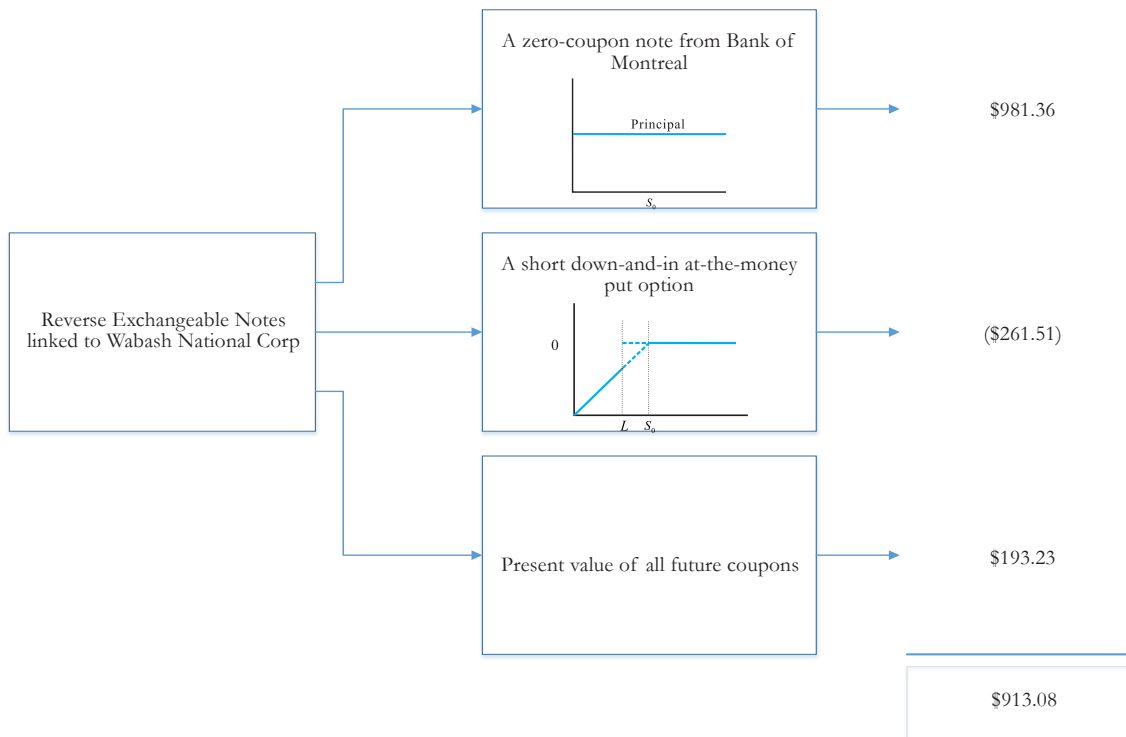 A zero-coupon note from Bank of
Montreal
Principal
S₀
$981.36
Reverse Exchangeable Notes
linked to Wabash National Corp
A short down-and-in at-the-money
put option
0
L S₀
($261.51)
Present value of all future coupons
$193.23
$913.08